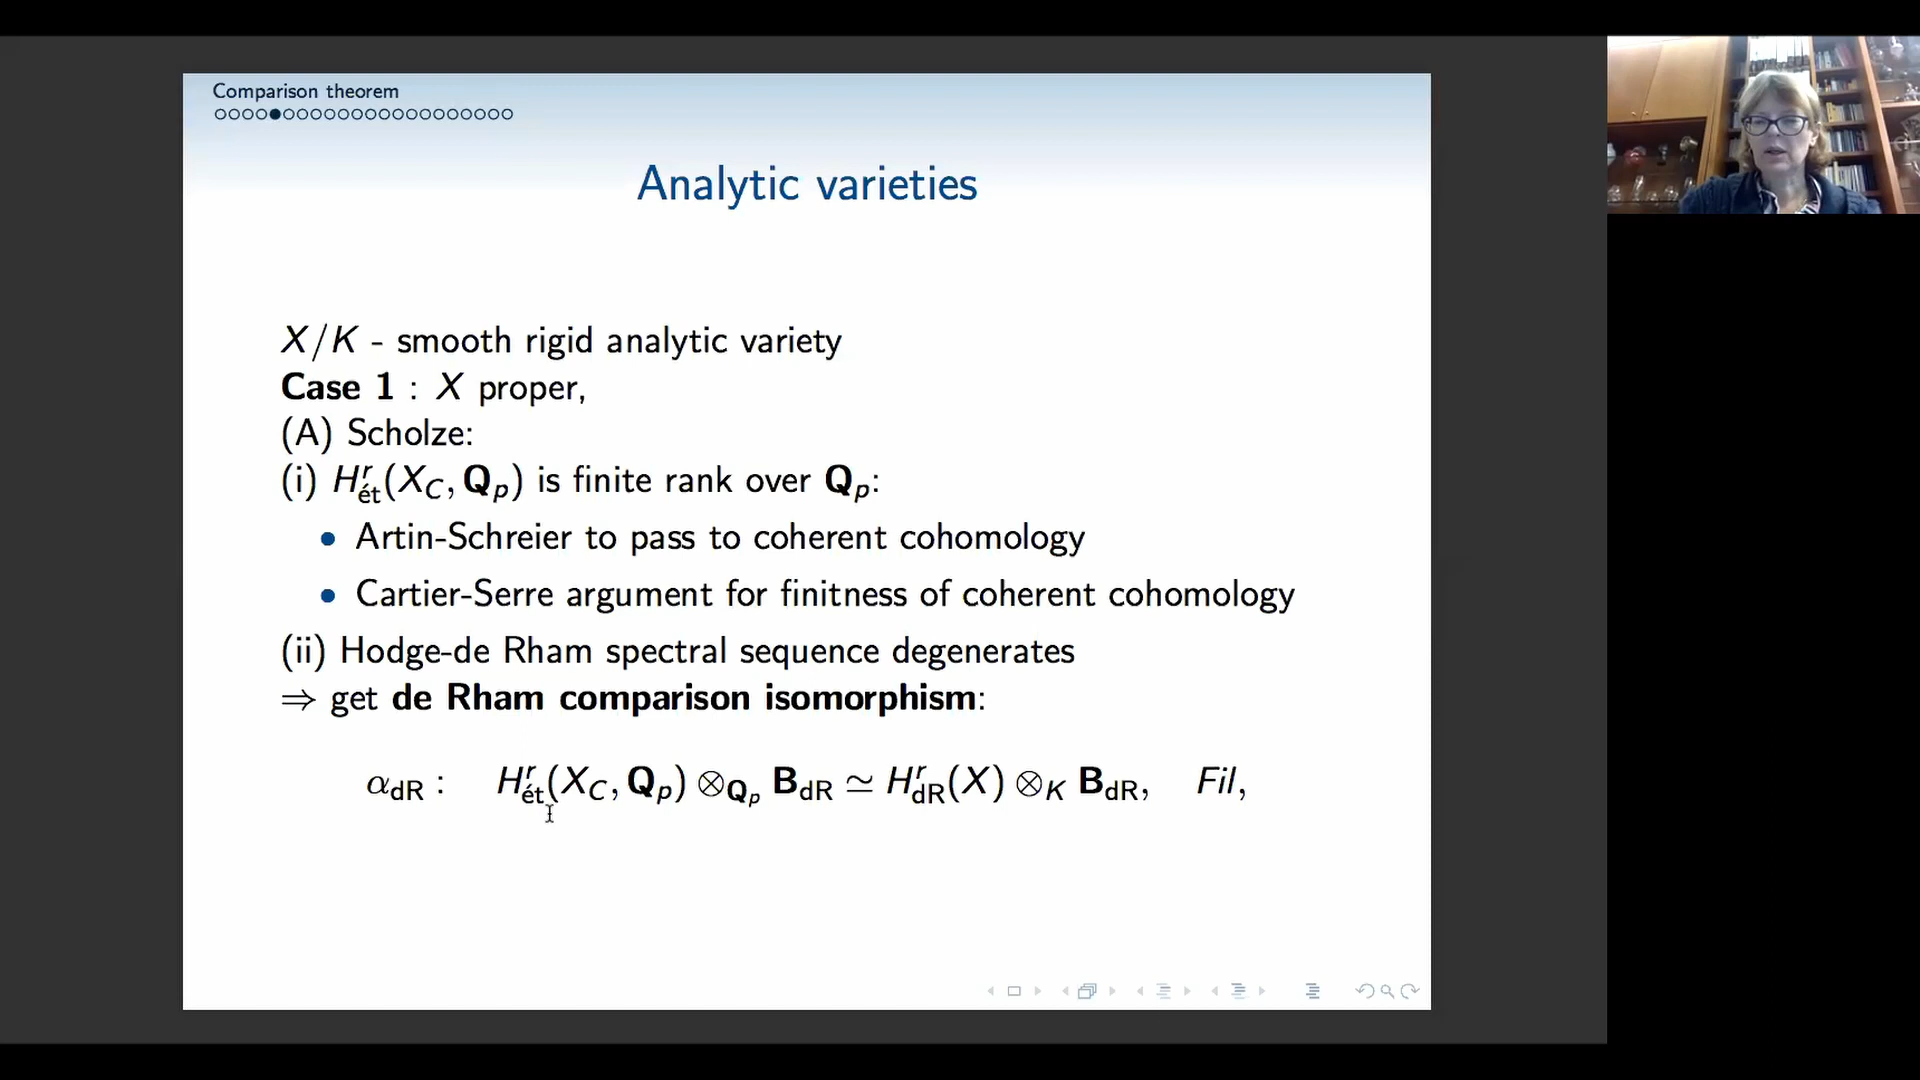 Comparison theorem
Analytic varieties
X/K - smooth rigid analytic variety
Case 1 : X proper,
(A) Scholze:
(i) H^r_ét(X_C, Q_p) is finite rank over Q_p:
• Artin-Schreier to pass to coherent cohomology
• Cartier-Serre argument for finitness of coherent cohomology
(ii) Hodge-de Rham spectral sequence degenerates
⇒ get de Rham comparison isomorphism:
α_dR : H^r_ét(X_C, Q_p) ⊗_{Q_p} B_dR ≃ H^r_dR(X) ⊗_K B_dR, Fil,